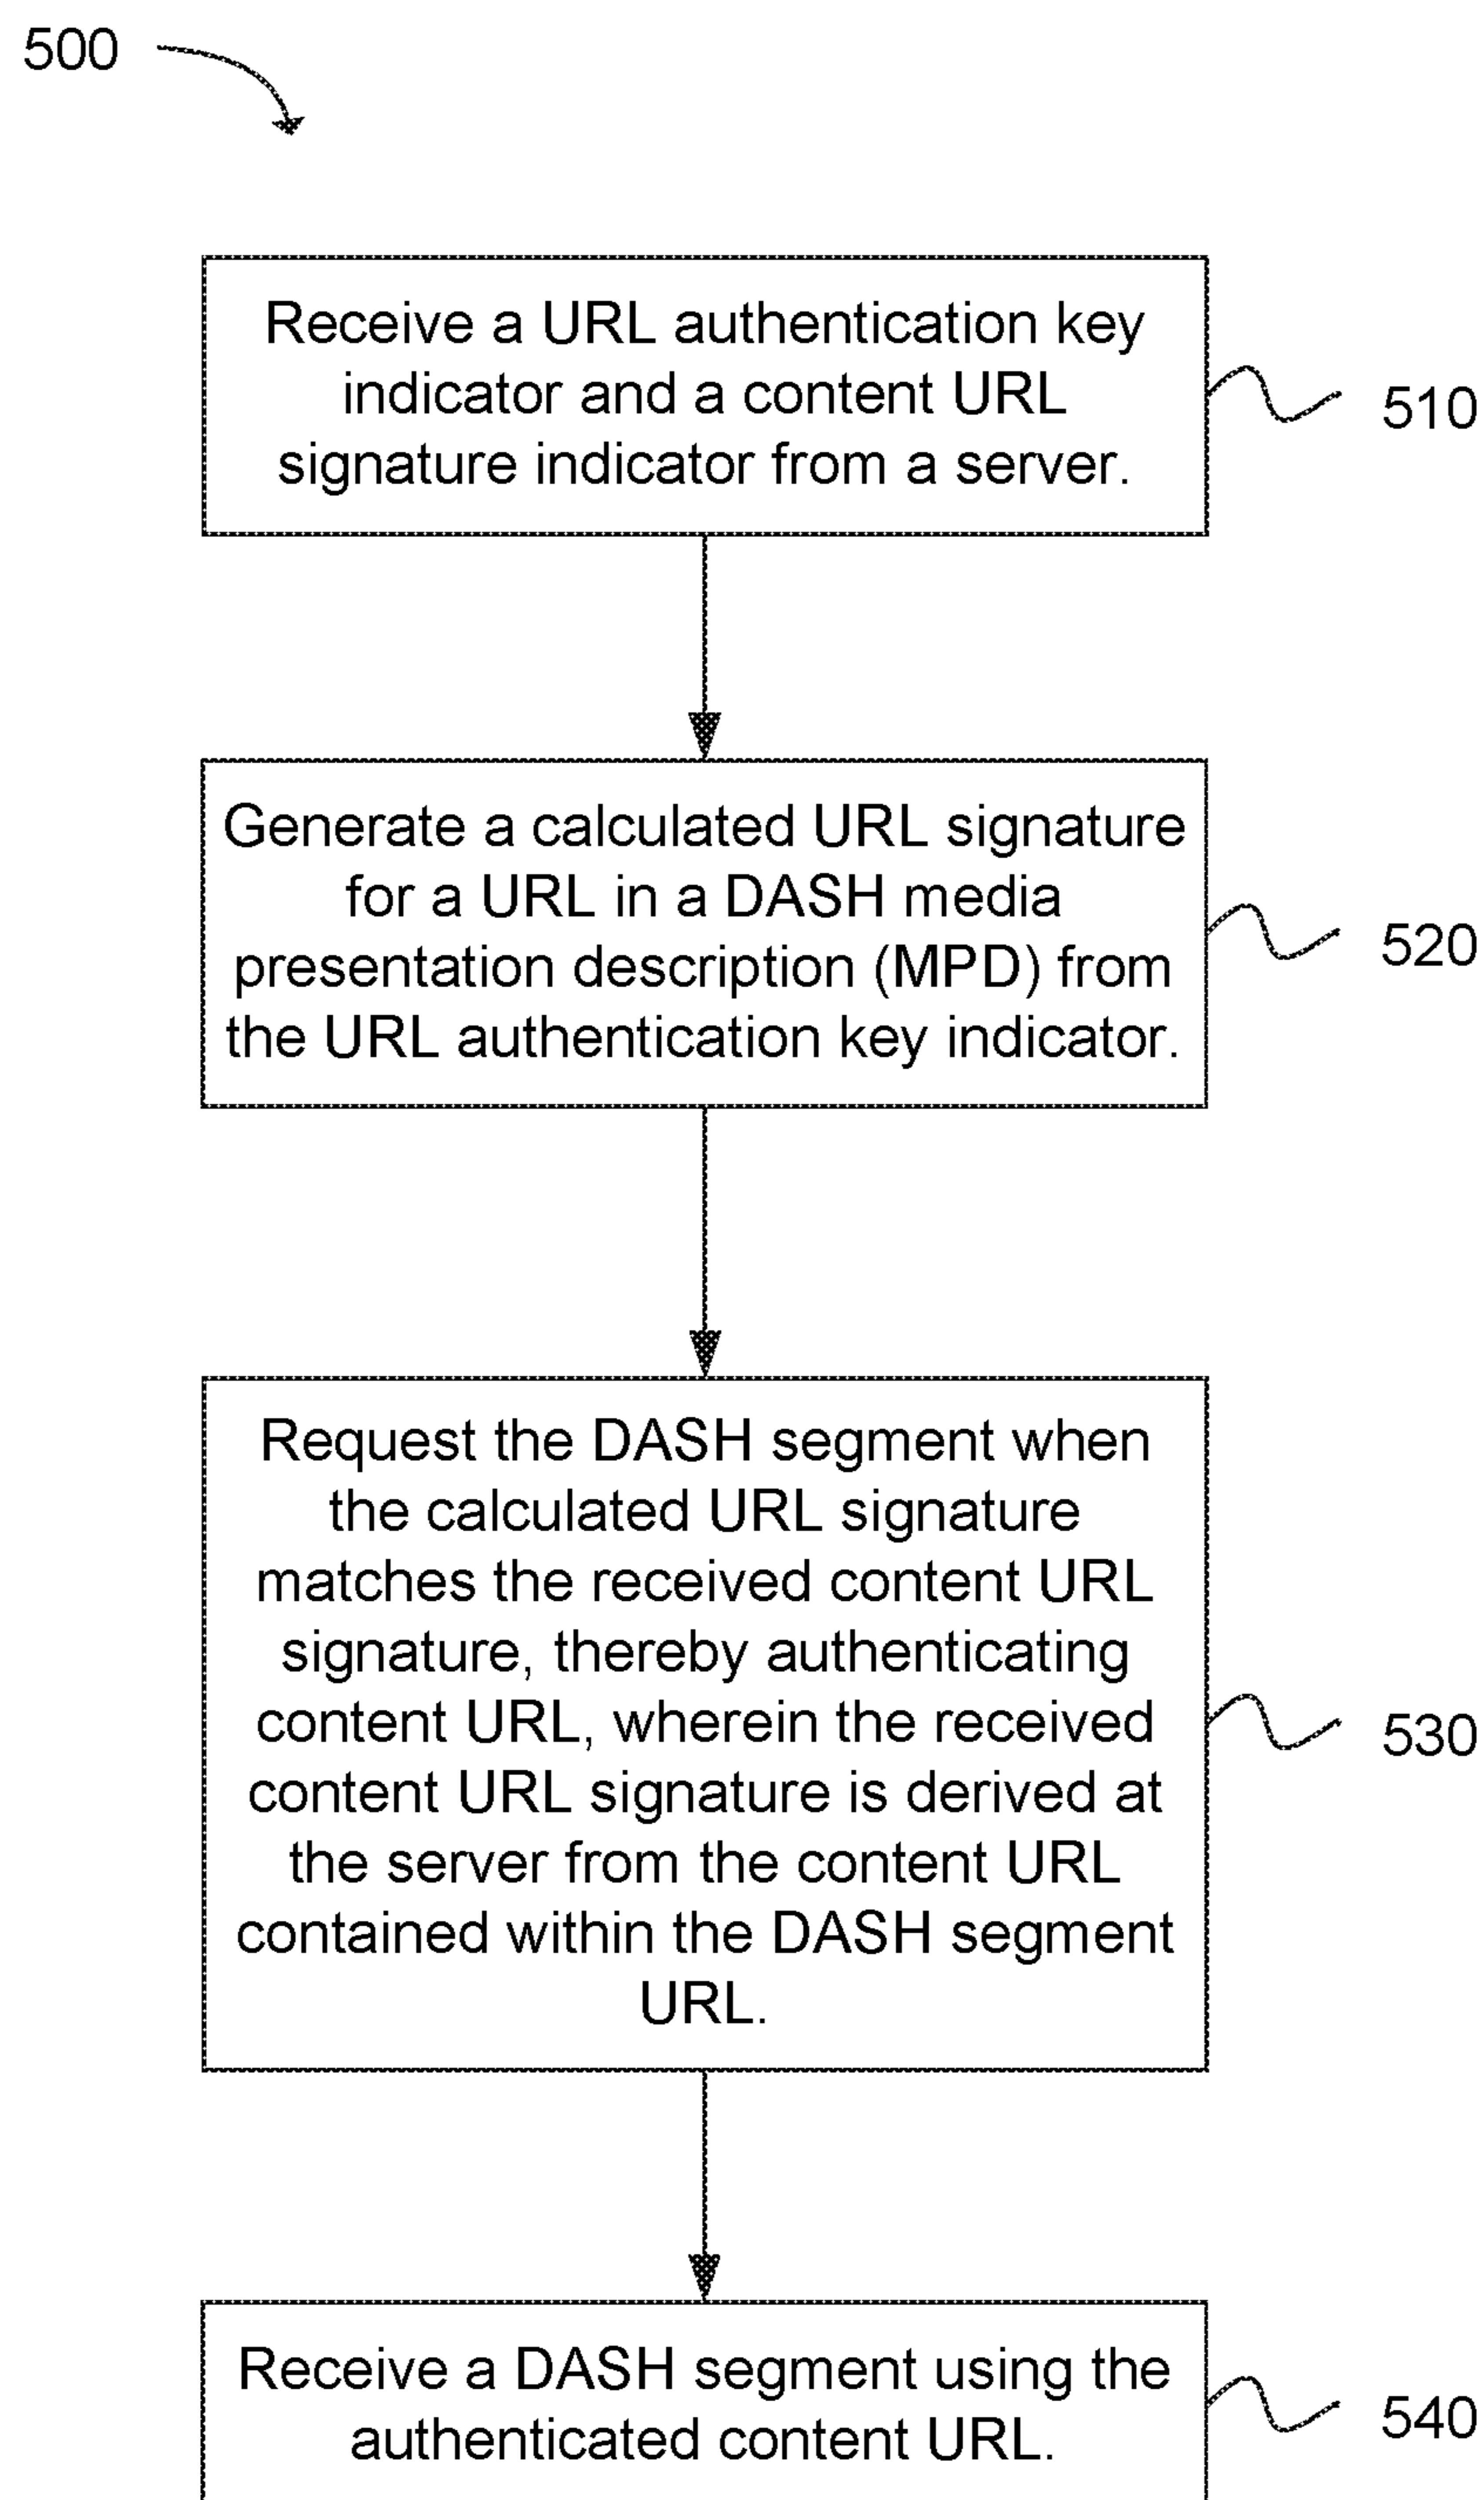 500
Receive a URL authentication key
indicator and a content URL
signature indicator from a server.
510
Generate a calculated URL signature
for a URL in a DASH media
presentation description (MPD) from
the URL authentication key indicator.
520
Request the DASH segment when
the calculated URL signature
matches the received content URL
signature, thereby authenticating
content URL, wherein the received
content URL signature is derived at
the server from the content URL
contained within the DASH segment
URL.
530
Receive a DASH segment using the
authenticated content URL.
540